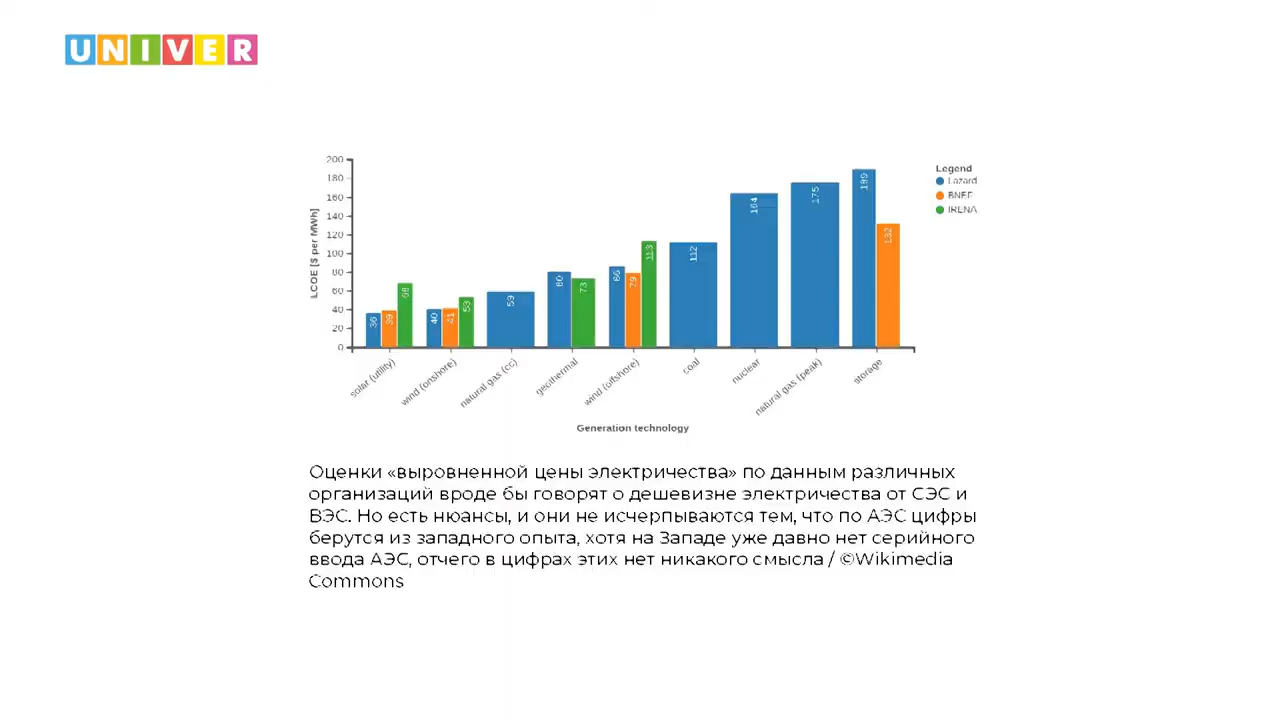 UNIVER
200
180
160
140
120
100
80
60
40
20
0
LCOE [$ per MWh]
36
39
68
40
41
53
59
80
73
86
79
113
112
164
175
189
132
solar (utility)
wind (onshore)
natural gas (cc)
geothermal
wind (offshore)
coal
nuclear
natural gas (peak)
storage
Generation technology
Legend
Lazard
BNEF
IRENA
Оценки «выровненной цены электричества» по данным различных
организаций вроде бы говорят о дешевизне электричества от СЭС и
ВЭС. Но есть нюансы, и они не исчерпываются тем, что по АЭС цифры
берутся из западного опыта, хотя на Западе уже давно нет серийного
ввода АЭС, отчего в цифрах этих нет никакого смысла / ©Wikimedia
Commons